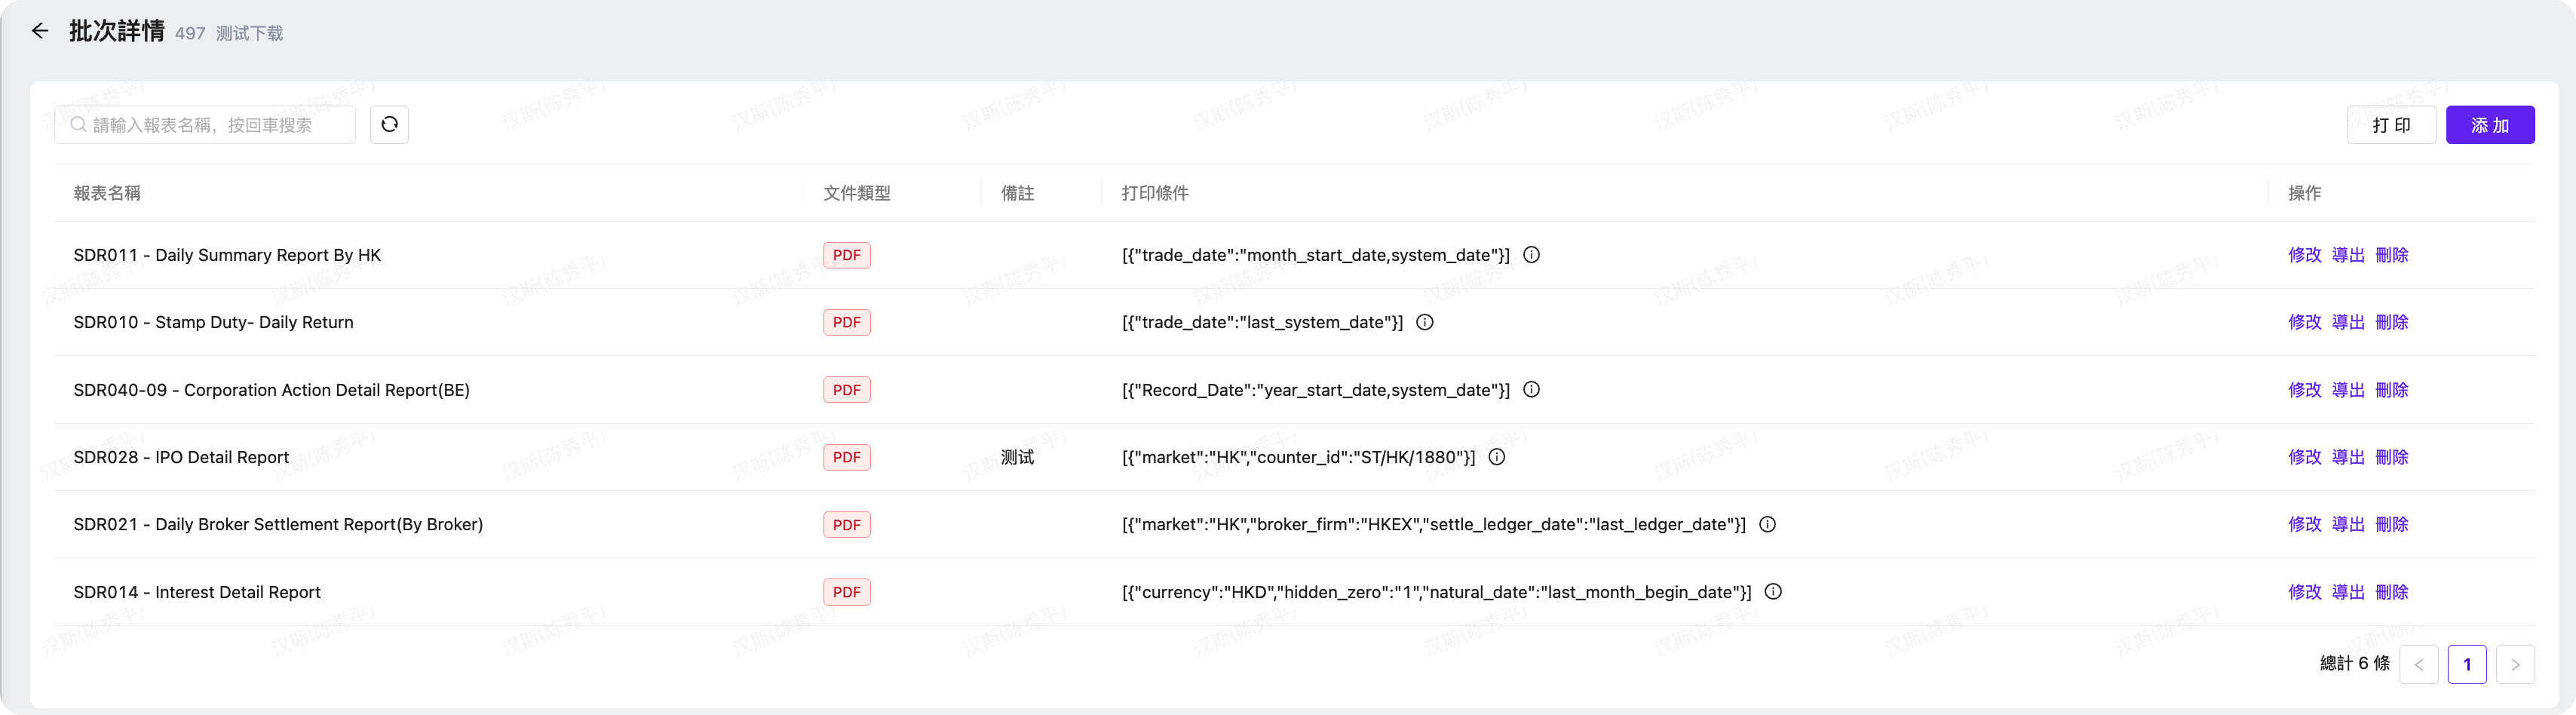 批次詳情 497 测试下载
請輸入報表名稱，按回車搜索 打 印 添 加
報表名稱 文件類型 備註 打印條件 操作
SDR011 - Daily Summary Report By HK PDF [{"trade_date":"month_start_date,system_date"}] 修改 導出 刪除
SDR010 - Stamp Duty- Daily Return PDF [{"trade_date":"last_system_date"}] 修改 導出 刪除
SDR040-09 - Corporation Action Detail Report(BE) PDF [{"Record_Date":"year_start_date,system_date"}] 修改 導出 刪除
SDR028 - IPO Detail Report PDF 测试 [{"market":"HK","counter_id":"ST/HK/1880"}] 修改 導出 刪除
SDR021 - Daily Broker Settlement Report(By Broker) PDF [{"market":"HK","broker_firm":"HKEX","settle_ledger_date":"last_ledger_date"}] 修改 導出 刪除
SDR014 - Interest Detail Report PDF [{"currency":"HKD","hidden_zero":"1","natural_date":"last_month_begin_date"}] 修改 導出 刪除
總計 6 條 < 1 >
汉斯(陈秀平)